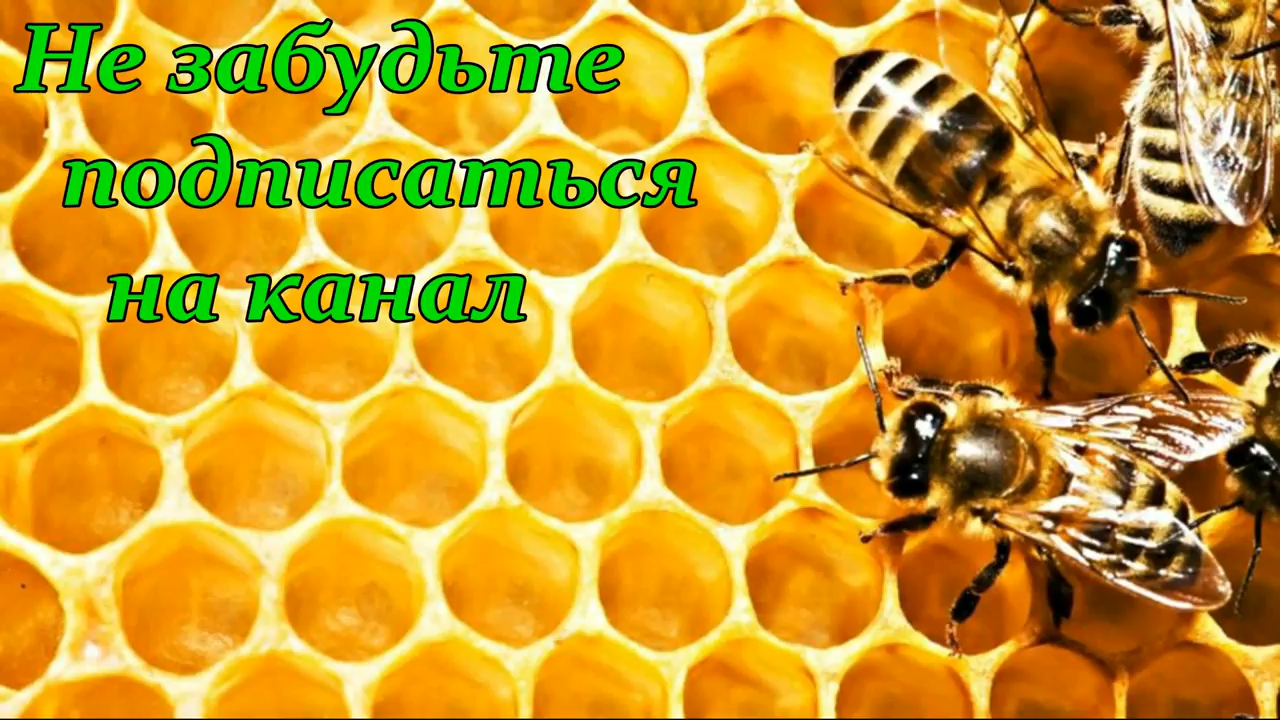 Не забудьте
подписаться
на канал